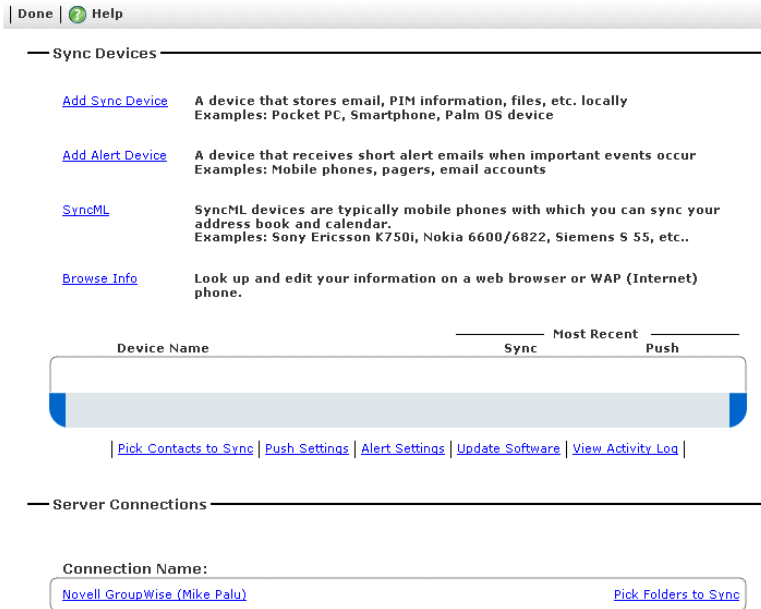 Done | Help
Sync Devices
Add Sync Device A device that stores email, PIM information, files, etc. locally
Examples: Pocket PC, Smartphone, Palm OS device
Add Alert Device A device that receives short alert emails when important events occur
Examples: Mobile phones, pagers, email accounts
SyncML SyncML devices are typically mobile phones with which you can sync your
address book and calendar.
Examples: Sony Ericsson K750i, Nokia 6600/6822, Siemens S 55, etc..
Browse Info Look up and edit your information on a web browser or WAP (Internet)
phone.
Most Recent
Device Name Sync Push
| Pick Contacts to Sync | Push Settings | Alert Settings | Update Software | View Activity Log |
Server Connections
Connection Name:
Novell GroupWise (Mike Palu) Pick Folders to Sync